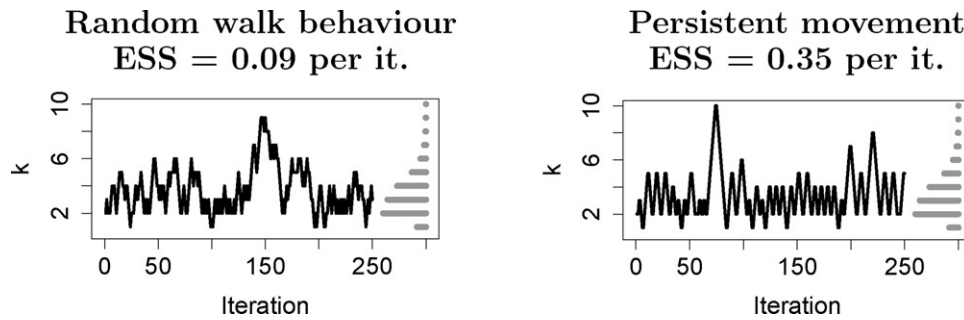 Random walk behaviour
ESS = 0.09 per it.
k
10
6
2
0 50 150 250
Iteration
Persistent movement
ESS = 0.35 per it.
k
10
6
2
0 50 150 250
Iteration